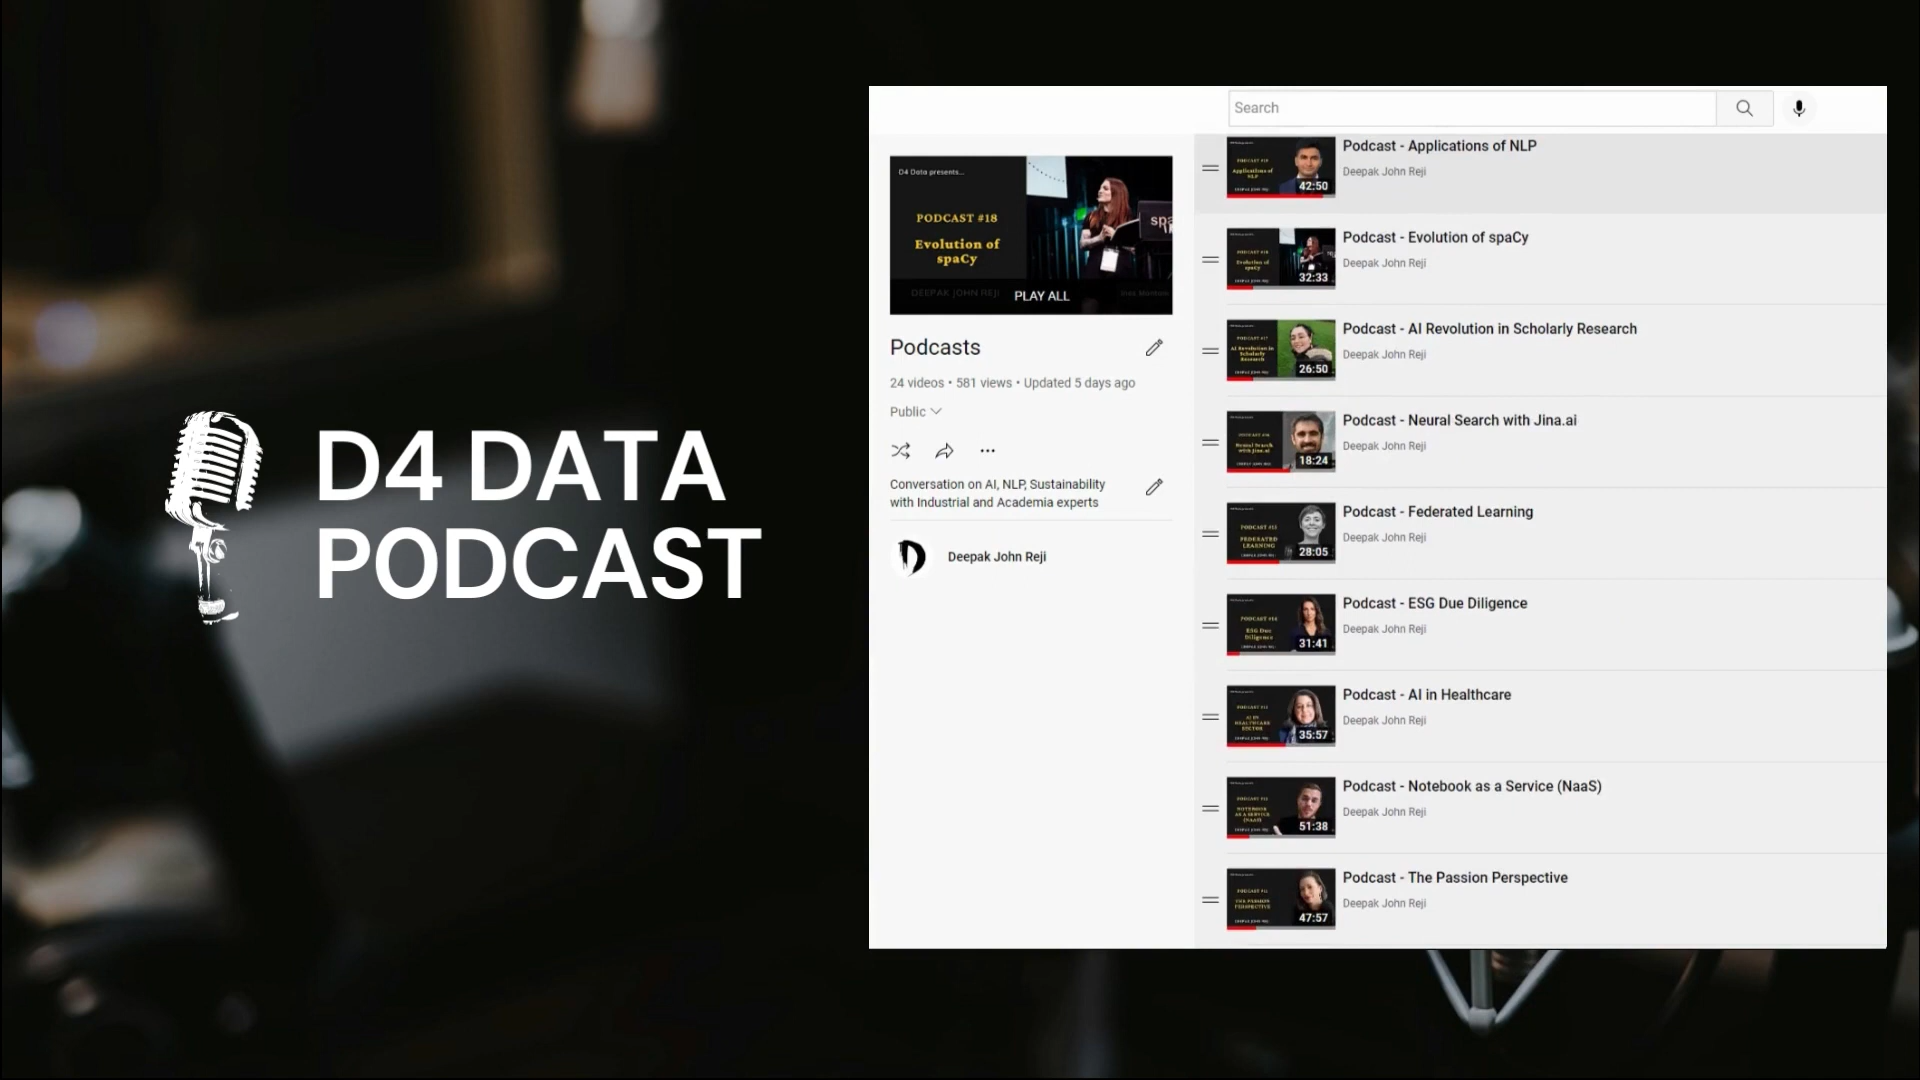 D4 DATA
PODCAST
Search
D4 Data presents...
PODCAST #18
Evolution of
spaCy
DEEPAK JOHN REJI
PLAY ALL
Podcasts
24 videos • 581 views • Updated 5 days ago
Public
Conversation on AI, NLP, Sustainability
with Industrial and Academia experts
Deepak John Reji
Podcast - Applications of NLP
Deepak John Reji
42:50
Podcast - Evolution of spaCy
Deepak John Reji
32:33
Podcast - AI Revolution in Scholarly Research
Deepak John Reji
26:50
Podcast - Neural Search with Jina.ai
Deepak John Reji
18:24
Podcast - Federated Learning
Deepak John Reji
28:05
Podcast - ESG Due Diligence
Deepak John Reji
31:41
Podcast - AI in Healthcare
Deepak John Reji
35:57
Podcast - Notebook as a Service (NaaS)
Deepak John Reji
51:38
Podcast - The Passion Perspective
Deepak John Reji
47:57